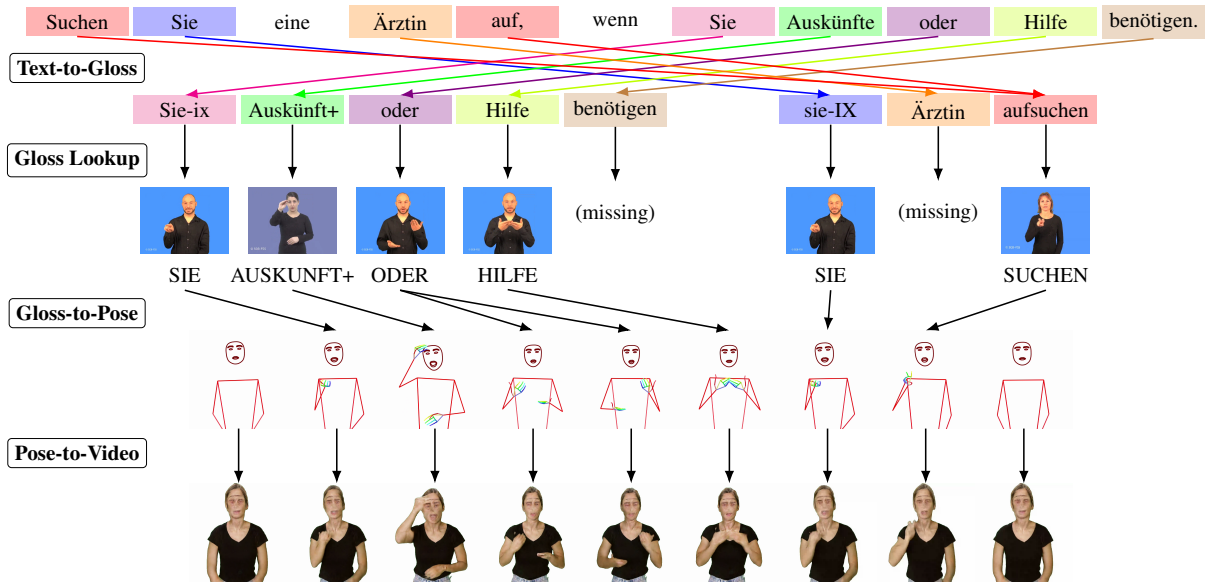 Suchen Sie eine Ärztin auf, wenn Sie Auskünfte oder Hilfe benötigen.
Text-to-Gloss
Sie-ix Auskünft+ oder Hilfe benötigen sie-IX Ärztin aufsuchen
Gloss Lookup
(missing) (missing)
SIE AUSKUNFT+ ODER HILFE SIE SUCHEN
Gloss-to-Pose
Pose-to-Video